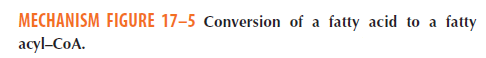 MECHANISM FIGURE 17–5 Conversion of a fatty acid to a fatty
acyl–CoA.